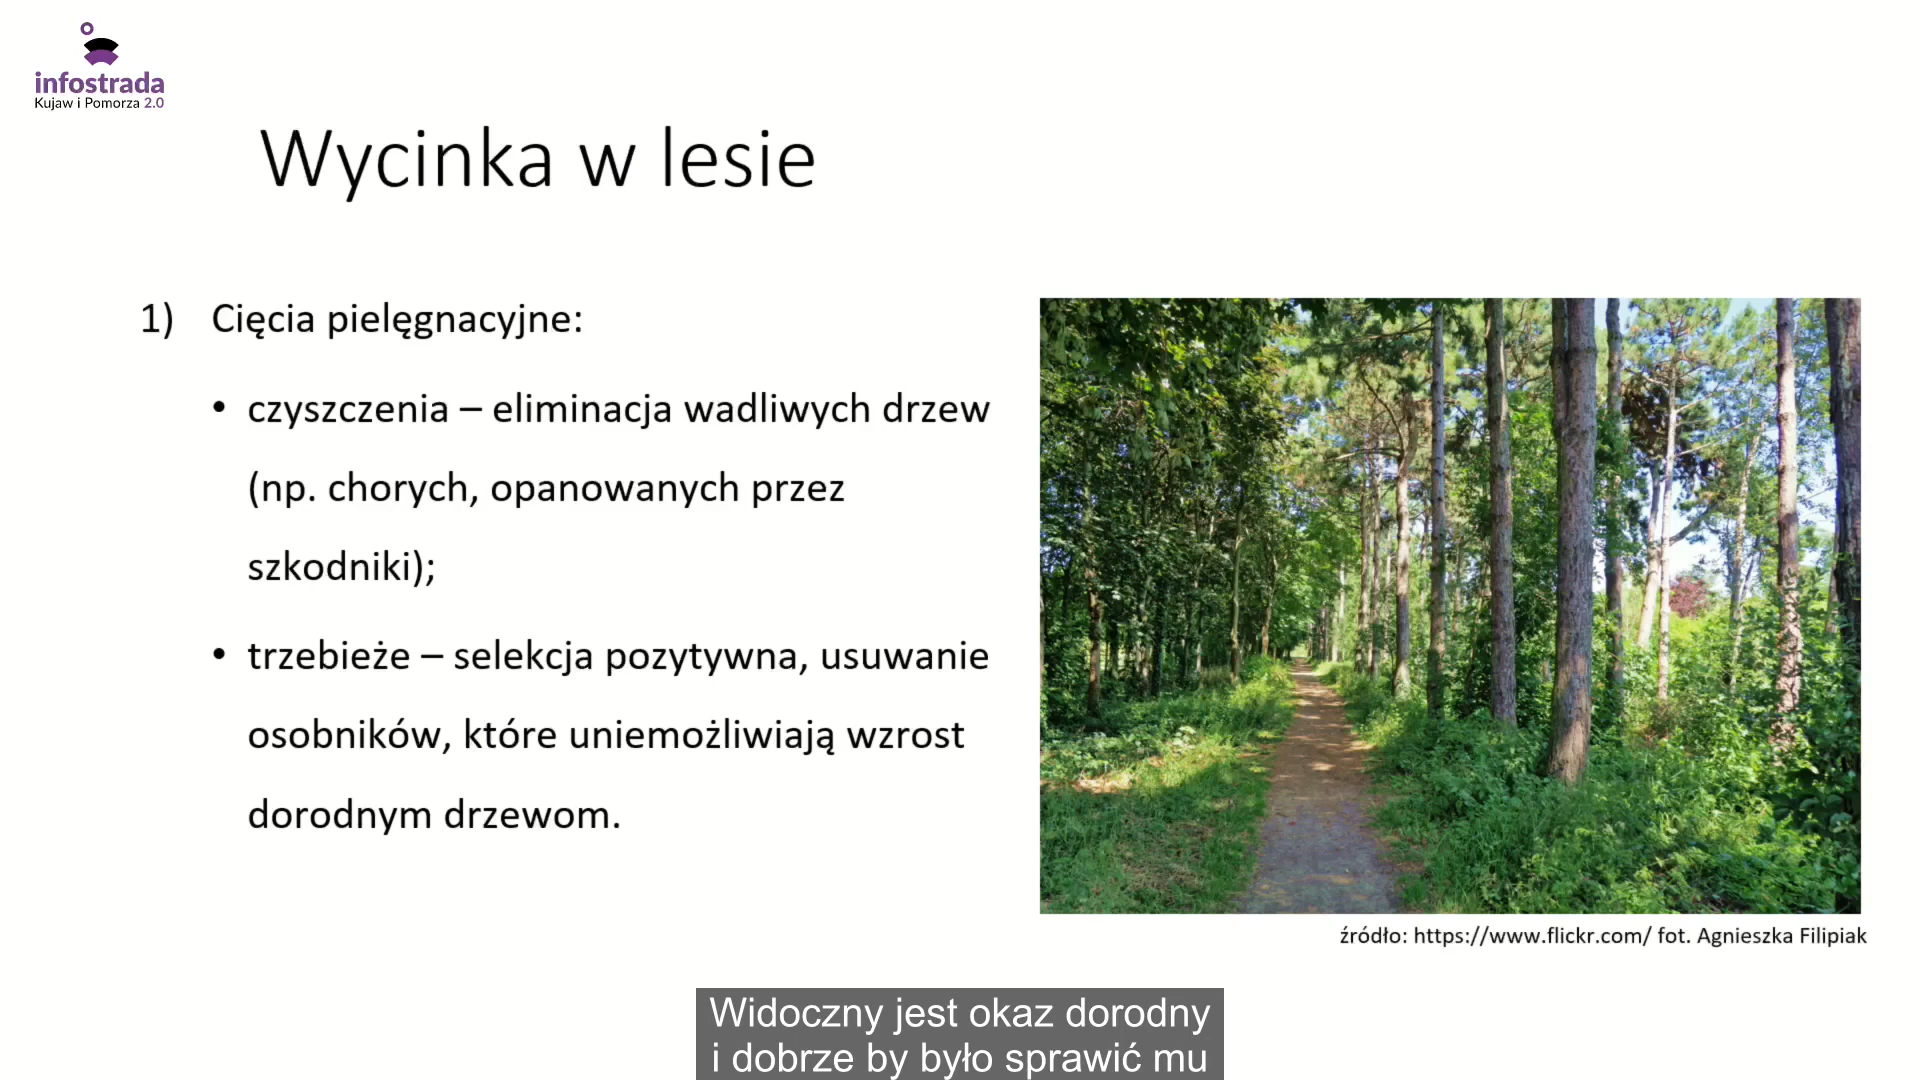 infostrada
Kujaw i Pomorza 2.0
Wycinka w lesie
1) Cięcia pielęgnacyjne:
• czyszczenia – eliminacja wadliwych drzew
(np. chorych, opanowanych przez
szkodniki);
• trzebieże – selekcja pozytywna, usuwanie
osobników, które uniemożliwiają wzrost
dorodnym drzewom.
źródło: https://www.flickr.com/ fot. Agnieszka Filipiak
Widoczny jest okaz dorodny
i dobrze by było sprawić mu